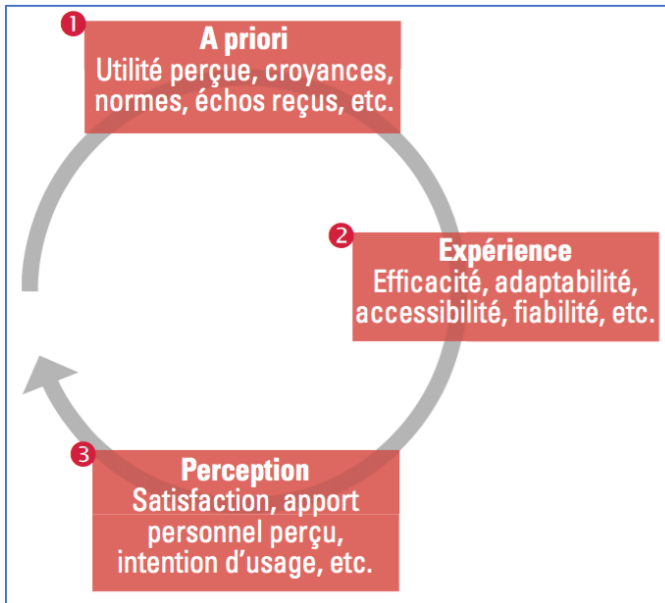 1
A priori
Utilité perçue, croyances,
normes, échos reçus, etc.
2
Expérience
Efficacité, adaptabilité,
accessibilité, fiabilité, etc.
3
Perception
Satisfaction, apport
personnel perçu,
intention d’usage, etc.